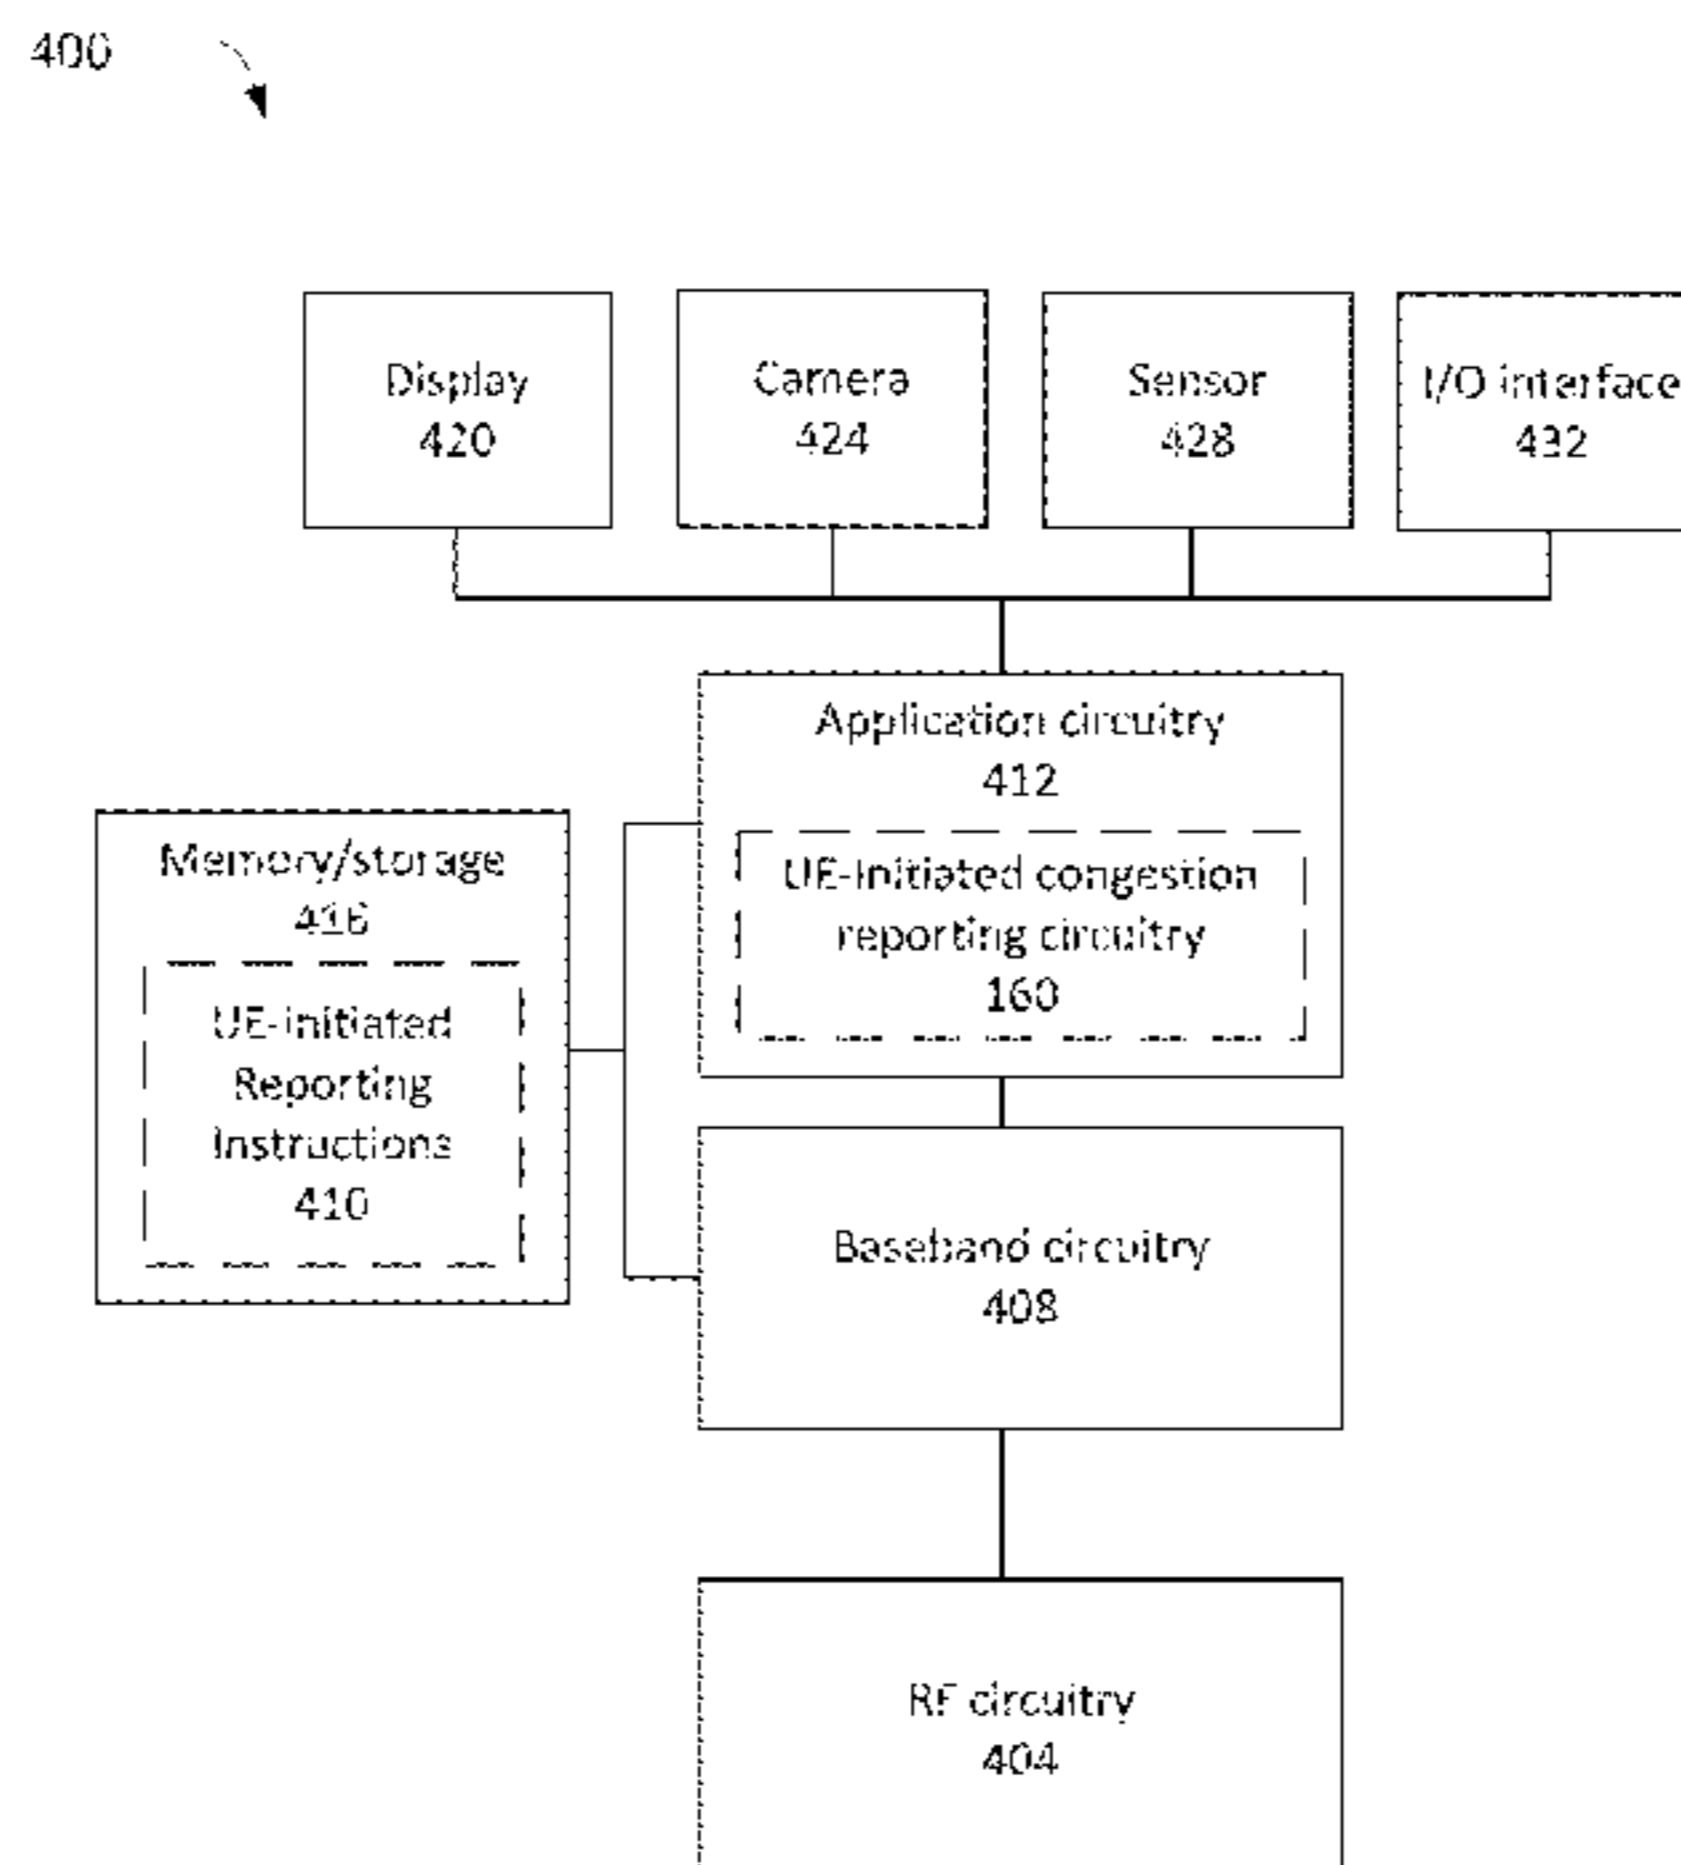 400
Display
420
Camera
424
Sensor
428
I/O interface
432
Application circuitry
412
UE-initiated congestion
reporting circuitry
160
Memory/storage
416
UE-initiated
Reporting
Instructions
410
Baseband circuitry
408
RF circuitry
404